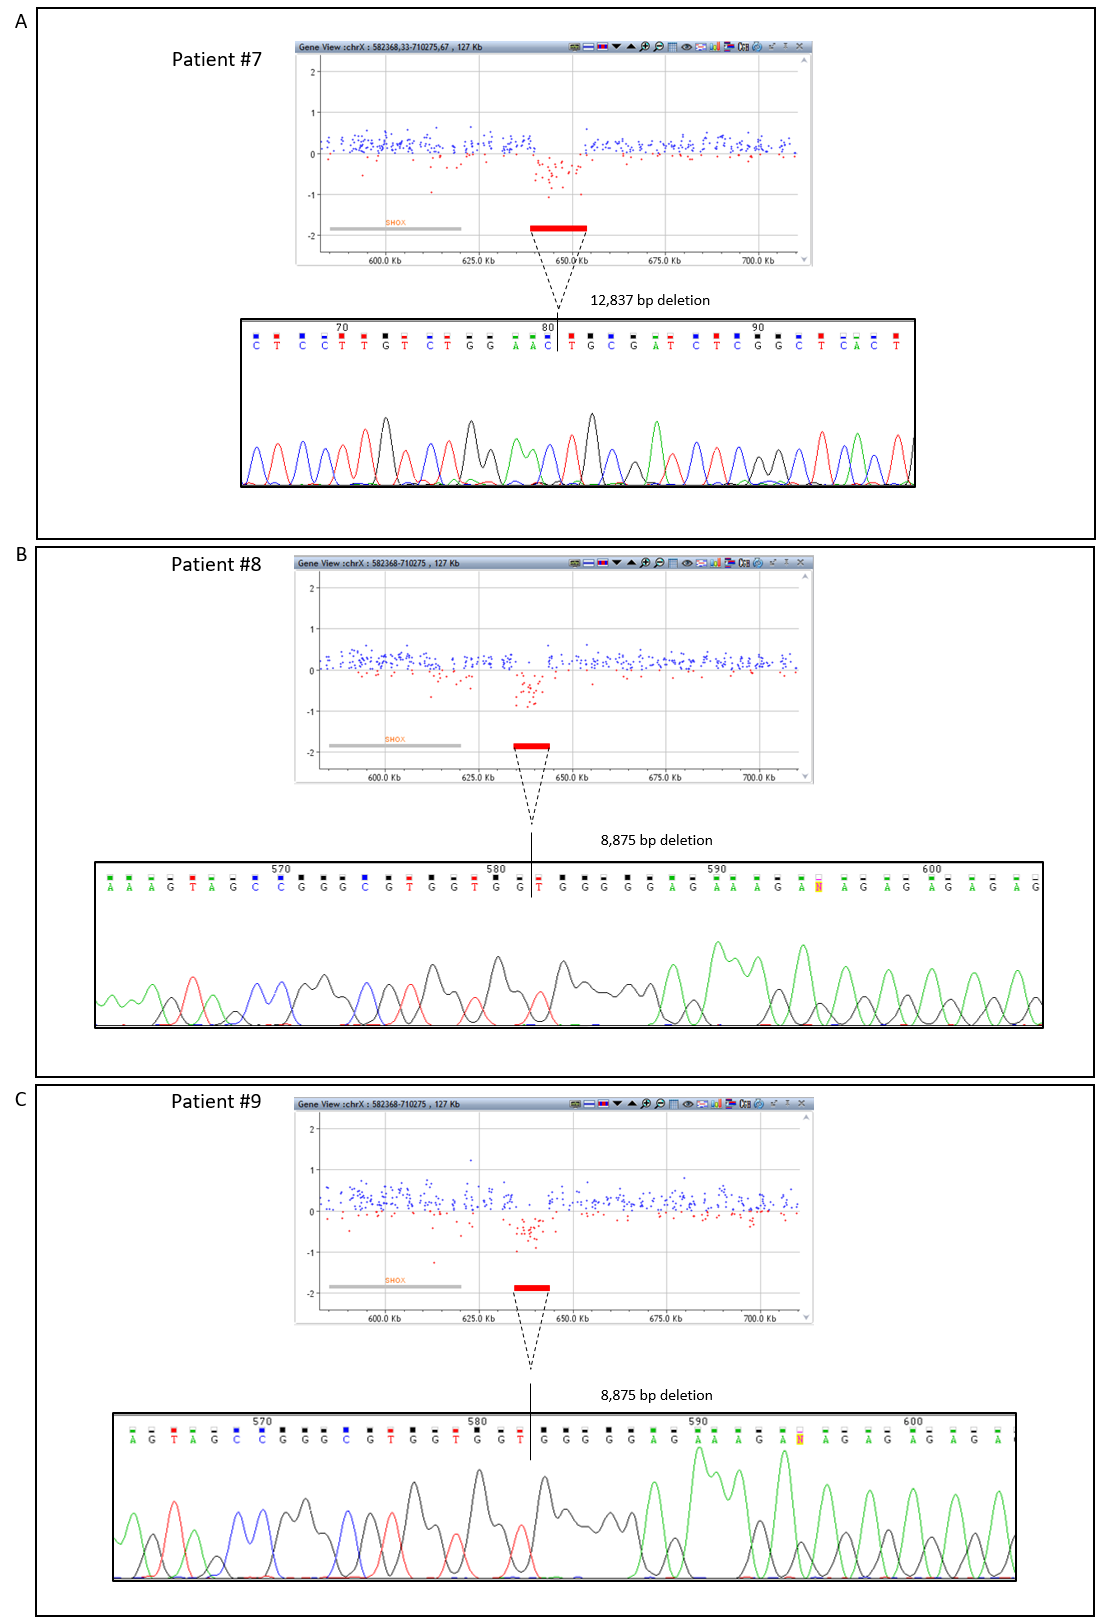 A
Patient #7
Gene View :chrX : 582368,33-710275,67 , 127 Kb
2
1
0
-1
-2
SHOX
600.0 Kb 625.0 Kb 650.0 Kb 675.0 Kb 700.0 Kb
12,837 bp deletion
70 80 90
C T C C T T G T C T G G A A C T G C G A T C T C G G C T C A C T
B
Patient #8
Gene View :chrX : 582368-710275 , 127 Kb
2
1
0
-1
-2
SHOX
600.0 Kb 625.0 Kb 650.0 Kb 675.0 Kb 700.0 Kb
8,875 bp deletion
570 580 590 600
A A A G T A G C C G G G C G T G G T G G T G G G G G A G A A A G A N A G A G A G A G A G
C
Patient #9
Gene View :chrX : 582368-710275 , 127 Kb
2
1
0
-1
-2
SHOX
600.0 Kb 625.0 Kb 650.0 Kb 675.0 Kb 700.0 Kb
8,875 bp deletion
570 580 590 600
A G T A G C C G G G C G T G G T G G T G G G G G A G A A A G A N A G A G A G A G A